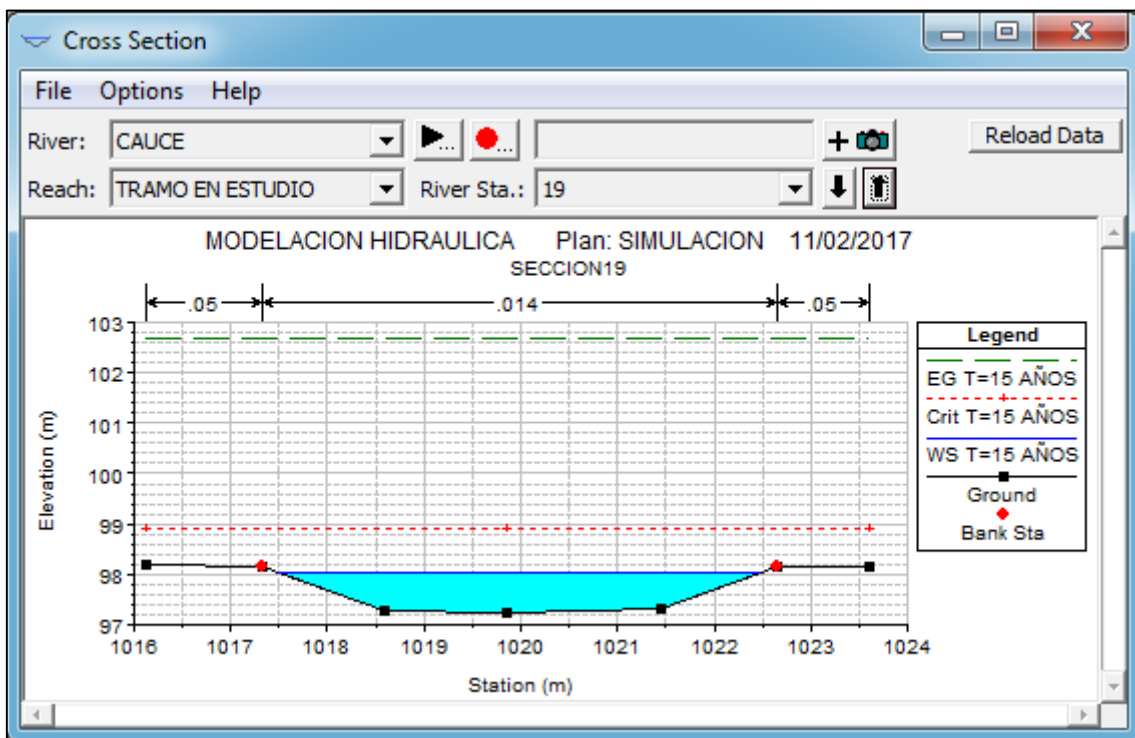 Cross Section
File Options Help
River: CAUCE ... ... + Reload Data
Reach: TRAMO EN ESTUDIO River Sta.: 19
MODELACION HIDRAULICA Plan: SIMULACION 11/02/2017
SECCION19
.05 .014 .05
103
102
101
100
99
98
97
Elevation (m)
1016 1017 1018 1019 1020 1021 1022 1023 1024
Station (m)
Legend
EG T=15 AÑOS
Crit T=15 AÑOS
WS T=15 AÑOS
Ground
Bank Sta